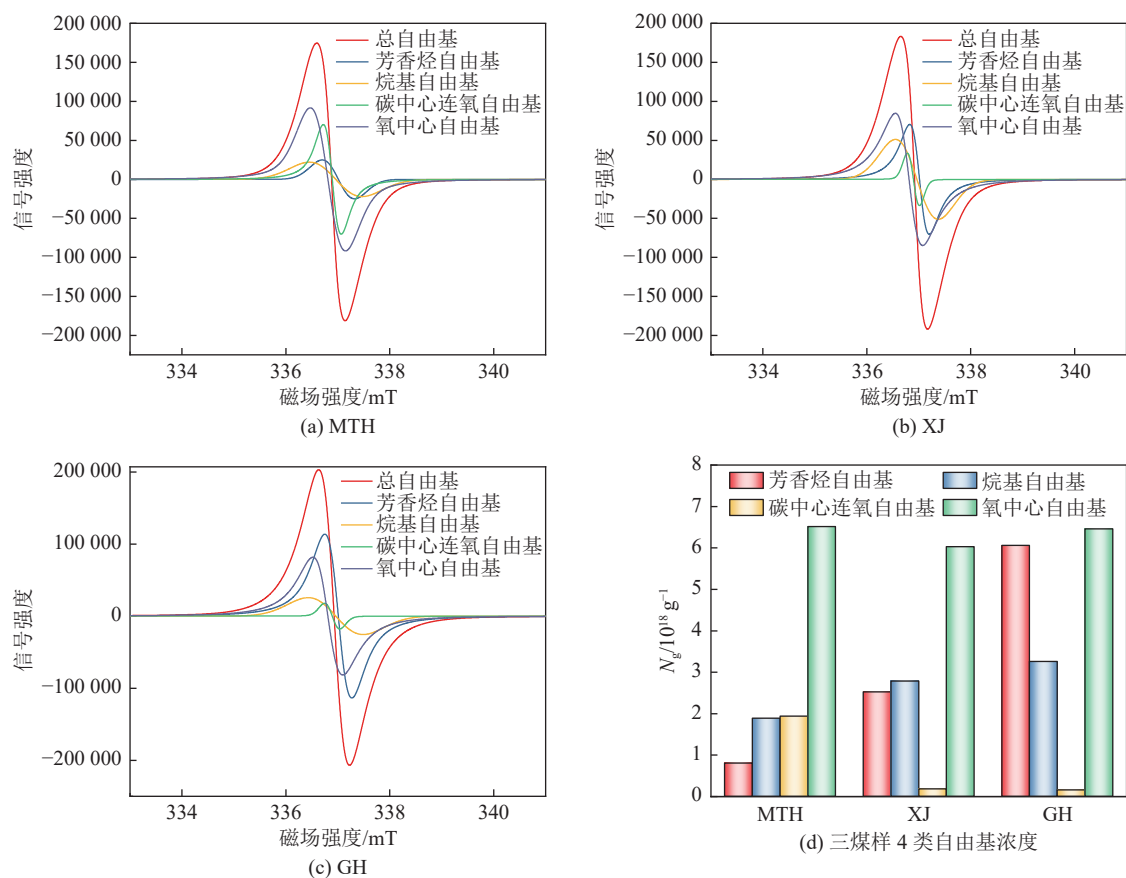 200 000
150 000
100 000
50 000
0
−50 000
−100 000
−150 000
−200 000
信号强度
总自由基
芳香烃自由基
烷基自由基
碳中心连氧自由基
氧中心自由基
334
336
338
340
磁场强度/mT
(a) MTH
200 000
150 000
100 000
50 000
0
−50 000
−100 000
−150 000
−200 000
信号强度
总自由基
芳香烃自由基
烷基自由基
碳中心连氧自由基
氧中心自由基
334
336
338
340
磁场强度/mT
(b) XJ
200 000
100 000
0
−100 000
−200 000
信号强度
总自由基
芳香烃自由基
烷基自由基
碳中心连氧自由基
氧中心自由基
334
336
338
340
磁场强度/mT
(c) GH
8
7
6
5
4
3
2
1
0
Ng/10¹⁸ g⁻¹
芳香烃自由基
烷基自由基
碳中心连氧自由基
氧中心自由基
MTH
XJ
GH
(d) 三煤样 4 类自由基浓度